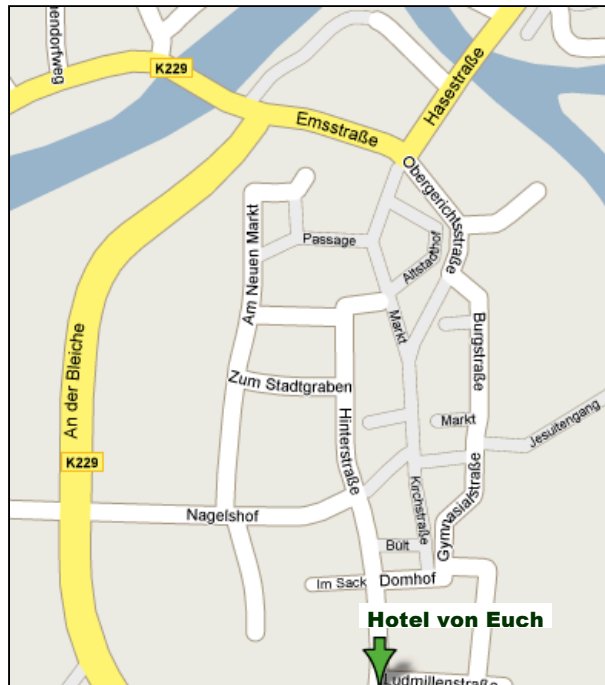 endorfweg
K229
Hasestraße
Emsstraße
Obergerichtsstraße
Am Neuen Markt
Passage
Altstadthof
Markt
Burgstraße
An der Bleiche
Zum Stadtgraben
Hinterstraße
Markt
Jesuitengang
K229
Kirchstraße
Gymnasialstraße
Nagelshof
Bült
Im Sack
Domhof
Hotel von Euch
Ludmillenstraße